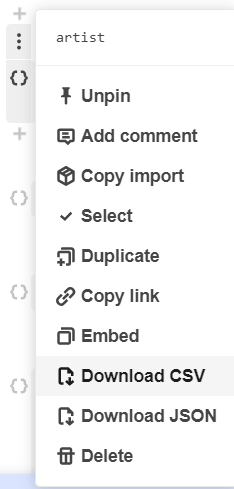 artist
Unpin
Add comment
Copy import
Select
Duplicate
Copy link
Embed
Download CSV
Download JSON
Delete